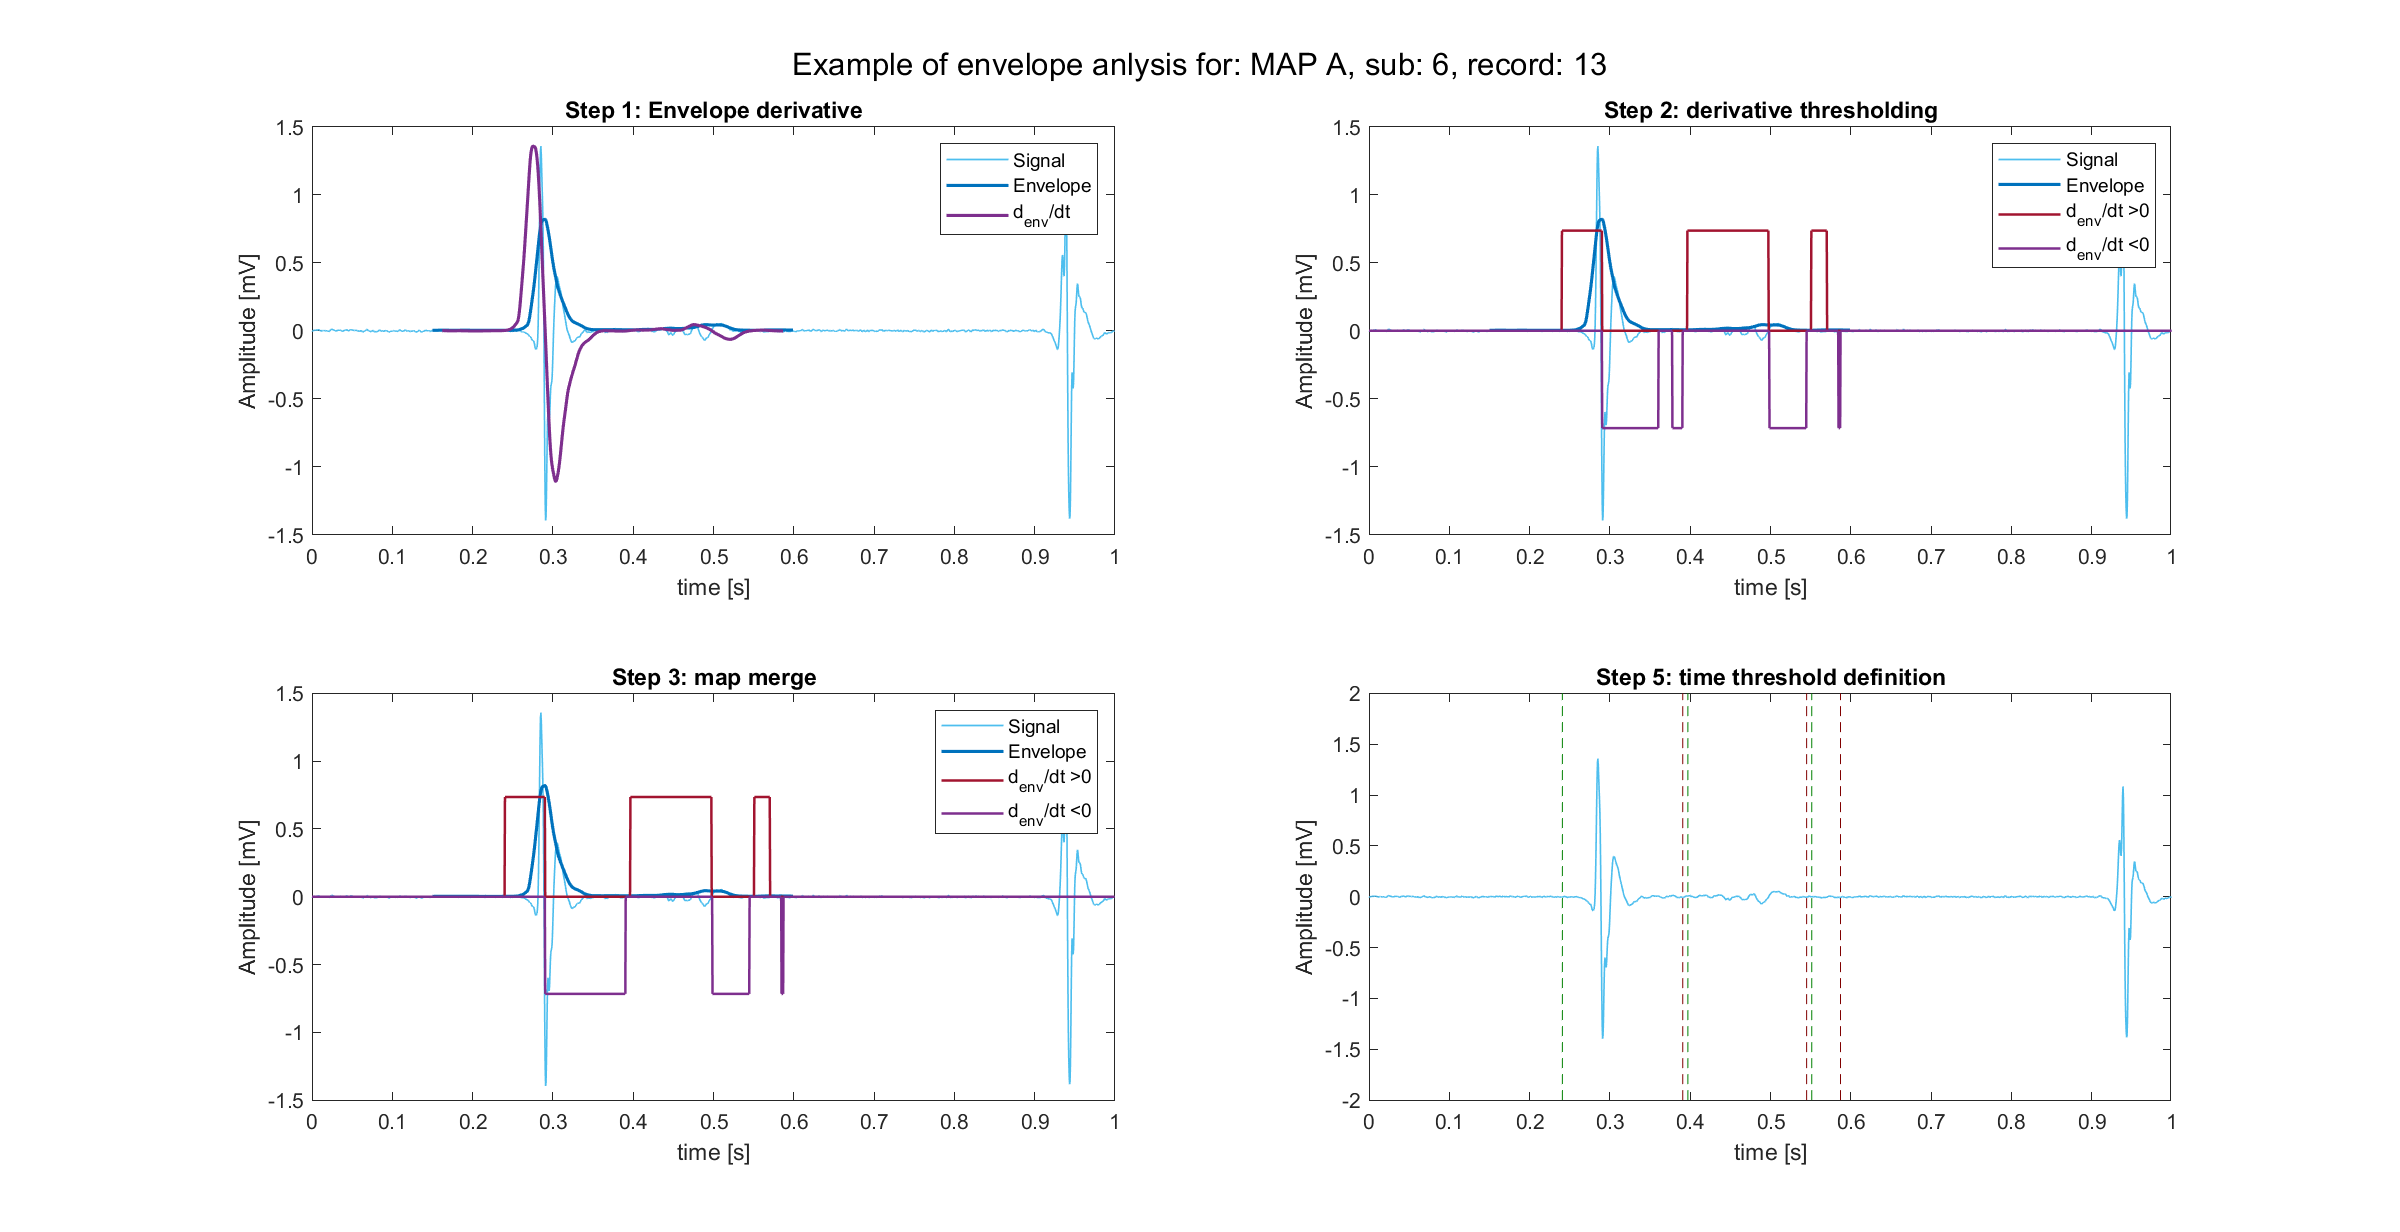 Example of envelope anlysis for: MAP A, sub: 6, record: 13
Step 1: Envelope derivative
1.5
1
0.5
0
-0.5
-1
-1.5
Amplitude [mV]
0 0.1 0.2 0.3 0.4 0.5 0.6 0.7 0.8 0.9 1
time [s]
Signal
Envelope
d_env/dt
Step 2: derivative thresholding
1.5
1
0.5
0
-0.5
-1
-1.5
Amplitude [mV]
0 0.1 0.2 0.3 0.4 0.5 0.6 0.7 0.8 0.9 1
time [s]
Signal
Envelope
d_env/dt >0
d_env/dt <0
Step 3: map merge
1.5
1
0.5
0
-0.5
-1
-1.5
Amplitude [mV]
0 0.1 0.2 0.3 0.4 0.5 0.6 0.7 0.8 0.9 1
time [s]
Signal
Envelope
d_env/dt >0
d_env/dt <0
Step 5: time threshold definition
2
1.5
1
0.5
0
-0.5
-1
-1.5
-2
Amplitude [mV]
0 0.1 0.2 0.3 0.4 0.5 0.6 0.7 0.8 0.9 1
time [s]